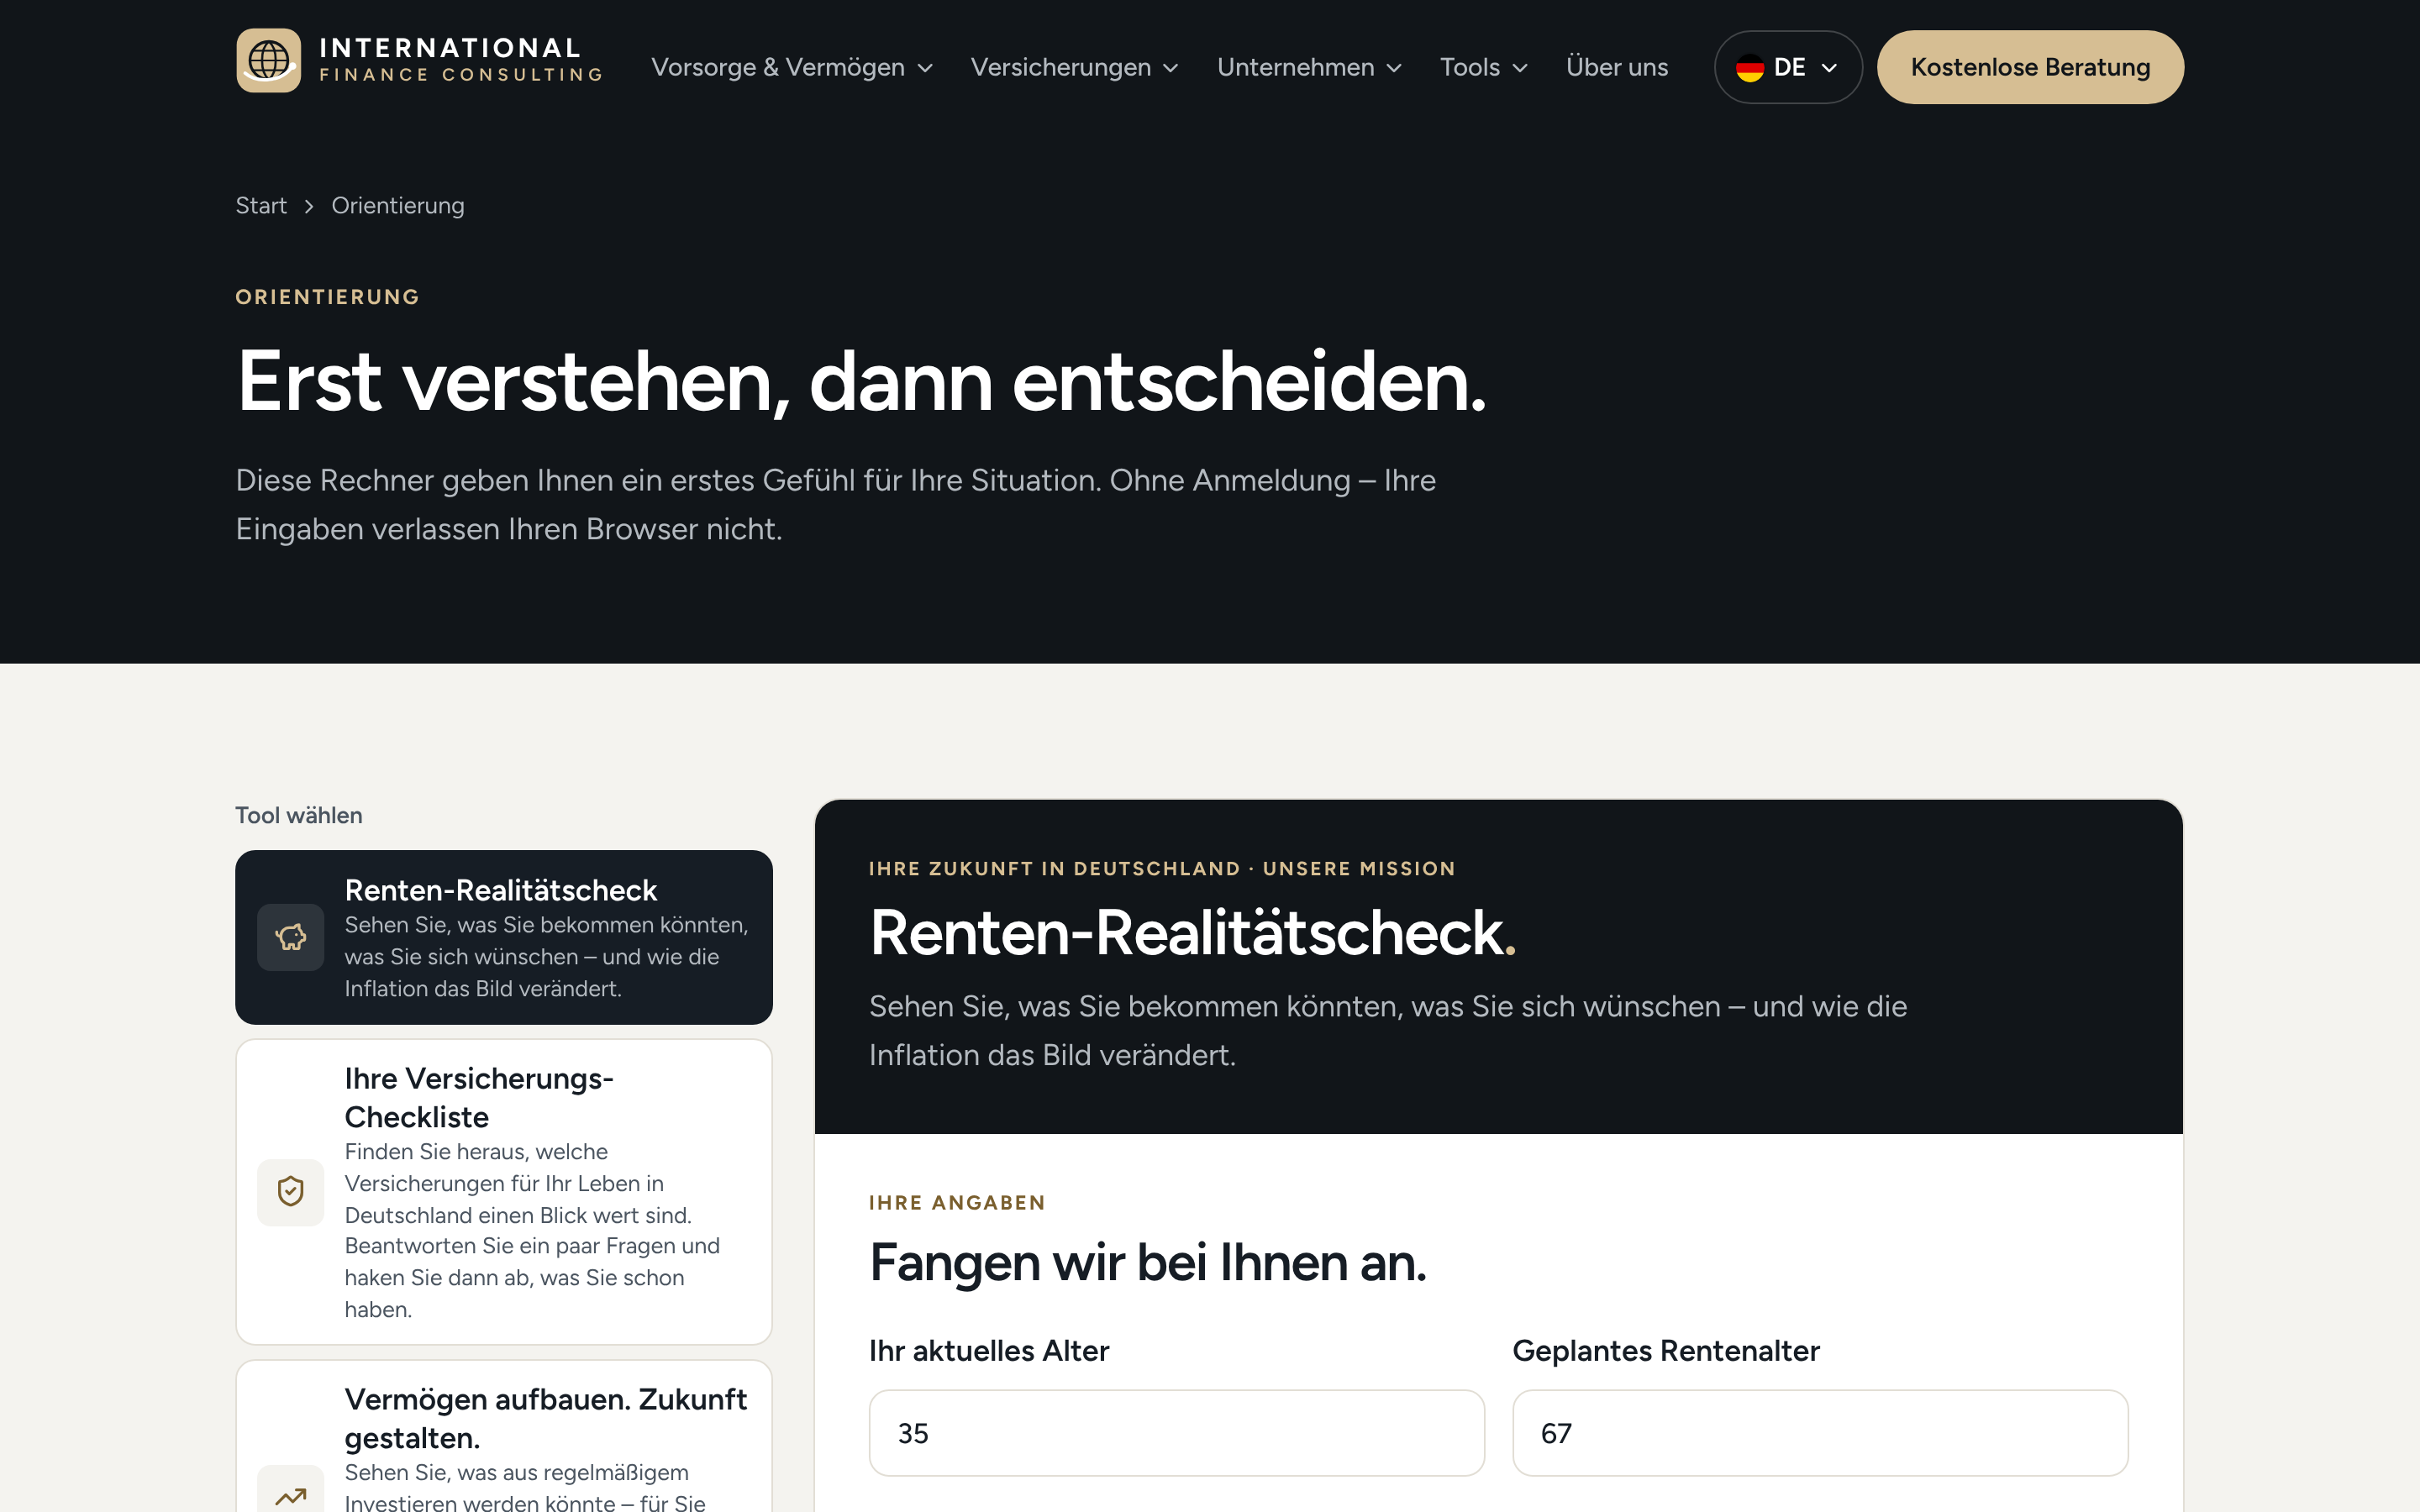 INTERNATIONAL
FINANCE CONSULTING
Vorsorge & Vermögen
Versicherungen
Unternehmen
Tools
Über uns
DE
Kostenlose Beratung
Start
Orientierung
ORIENTIERUNG
Erst verstehen, dann entscheiden.
Diese Rechner geben Ihnen ein erstes Gefühl für Ihre Situation. Ohne Anmeldung – Ihre
Eingaben verlassen Ihren Browser nicht.
Tool wählen
Renten-Realitätscheck
Sehen Sie, was Sie bekommen könnten,
was Sie sich wünschen – und wie die
Inflation das Bild verändert.
Ihre Versicherungs-
Checkliste
Finden Sie heraus, welche
Versicherungen für Ihr Leben in
Deutschland einen Blick wert sind.
Beantworten Sie ein paar Fragen und
haken Sie dann ab, was Sie schon
haben.
Vermögen aufbauen. Zukunft
gestalten.
Sehen Sie, was aus regelmäßigem
Investieren werden könnte – für Sie
IHRE ZUKUNFT IN DEUTSCHLAND · UNSERE MISSION
Renten-Realitätscheck.
Sehen Sie, was Sie bekommen könnten, was Sie sich wünschen – und wie die
Inflation das Bild verändert.
IHRE ANGABEN
Fangen wir bei Ihnen an.
Ihr aktuelles Alter
35
Geplantes Rentenalter
67